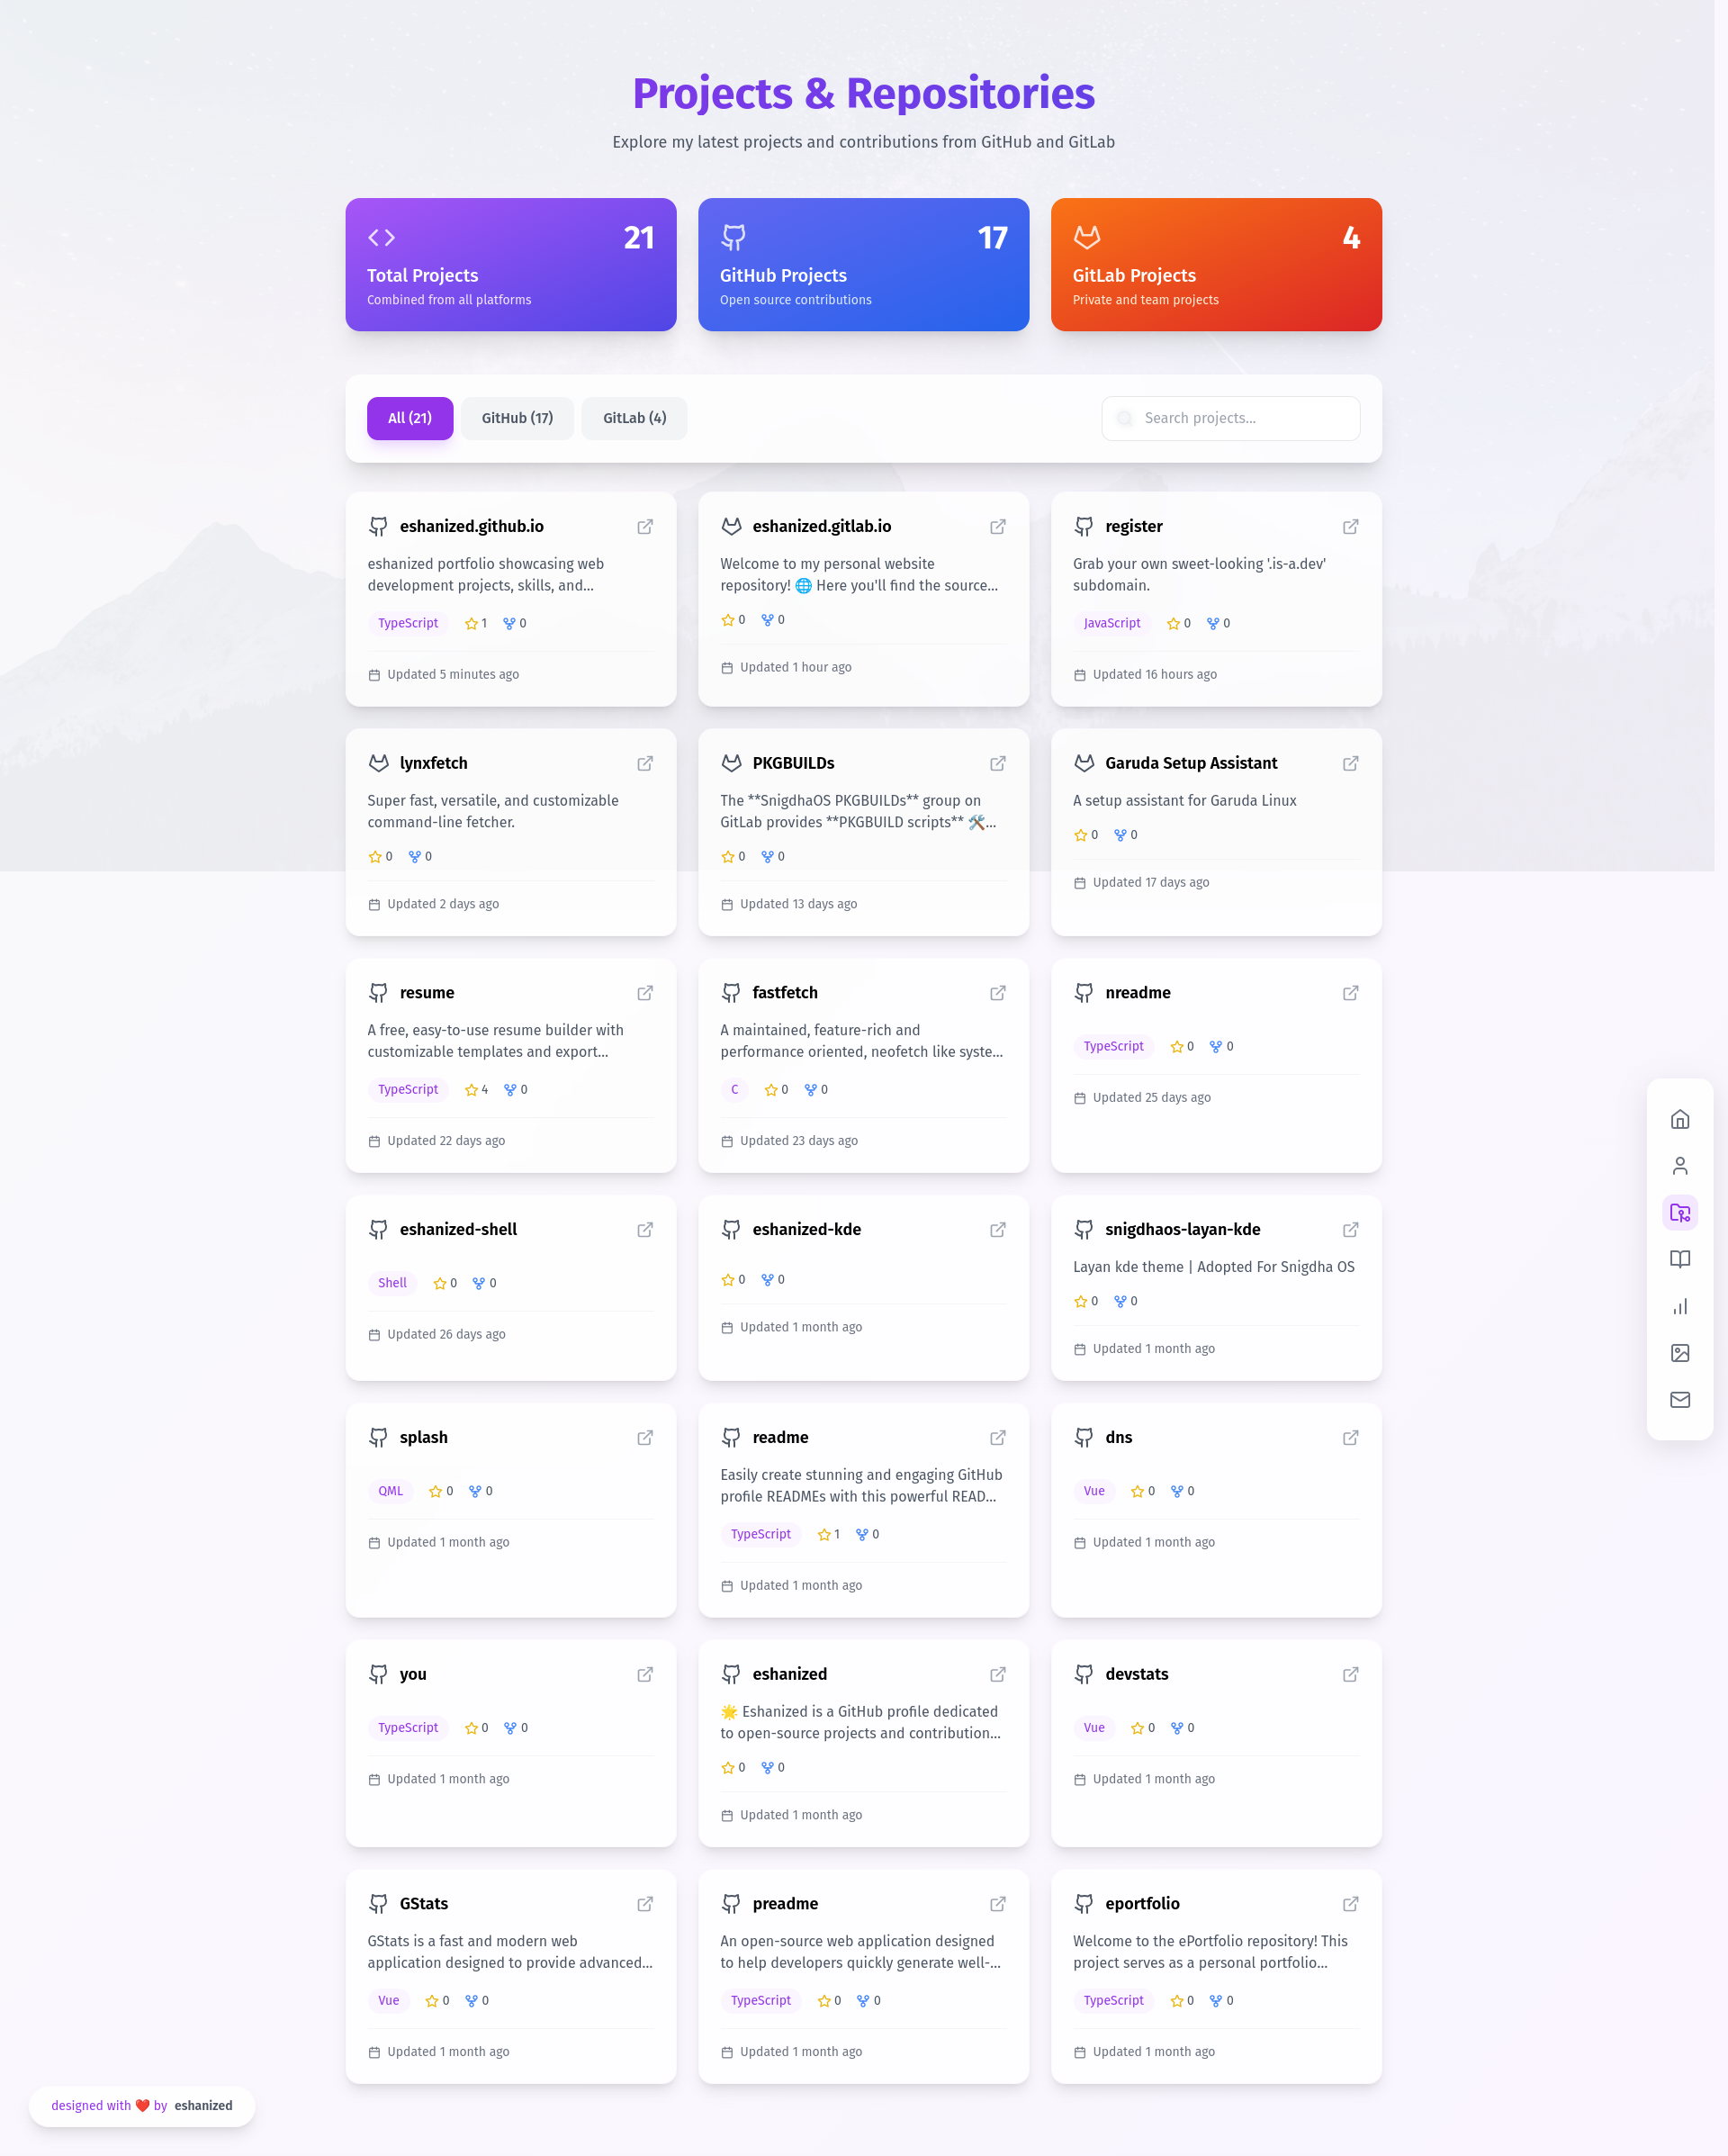 Projects & Repositories
Explore my latest projects and contributions from GitHub and GitLab
21
Total Projects
Combined from all platforms
17
GitHub Projects
Open source contributions
4
GitLab Projects
Private and team projects
All (21)
GitHub (17)
GitLab (4)
Search projects...
eshanized.github.io
eshanized portfolio showcasing web
development projects, skills, and...
TypeScript 1 0
Updated 5 minutes ago
eshanized.gitlab.io
Welcome to my personal website
repository! 🌐 Here you'll find the source...
0 0
Updated 1 hour ago
register
Grab your own sweet-looking '.is-a.dev'
subdomain.
JavaScript 0 0
Updated 16 hours ago
lynxfetch
Super fast, versatile, and customizable
command-line fetcher.
0 0
Updated 2 days ago
PKGBUILDs
The **SnigdhaOS PKGBUILDs** group on
GitLab provides **PKGBUILD scripts** 🛠️...
0 0
Updated 13 days ago
Garuda Setup Assistant
A setup assistant for Garuda Linux
0 0
Updated 17 days ago
resume
A free, easy-to-use resume builder with
customizable templates and export...
TypeScript 4 0
Updated 22 days ago
fastfetch
A maintained, feature-rich and
performance oriented, neofetch like syste...
C 0 0
Updated 23 days ago
nreadme
TypeScript 0 0
Updated 25 days ago
eshanized-shell
Shell 0 0
Updated 26 days ago
eshanized-kde
0 0
Updated 1 month ago
snigdhaos-layan-kde
Layan kde theme | Adopted For Snigdha OS
0 0
Updated 1 month ago
splash
QML 0 0
Updated 1 month ago
readme
Easily create stunning and engaging GitHub
profile READMEs with this powerful READ...
TypeScript 1 0
Updated 1 month ago
dns
Vue 0 0
Updated 1 month ago
you
TypeScript 0 0
Updated 1 month ago
eshanized
🌟 Eshanized is a GitHub profile dedicated
to open-source projects and contribution...
0 0
Updated 1 month ago
devstats
Vue 0 0
Updated 1 month ago
GStats
GStats is a fast and modern web
application designed to provide advanced...
Vue 0 0
Updated 1 month ago
preadme
An open-source web application designed
to help developers quickly generate well-...
TypeScript 0 0
Updated 1 month ago
eportfolio
Welcome to the ePortfolio repository! This
project serves as a personal portfolio...
TypeScript 0 0
Updated 1 month ago
designed with ❤️ by eshanized